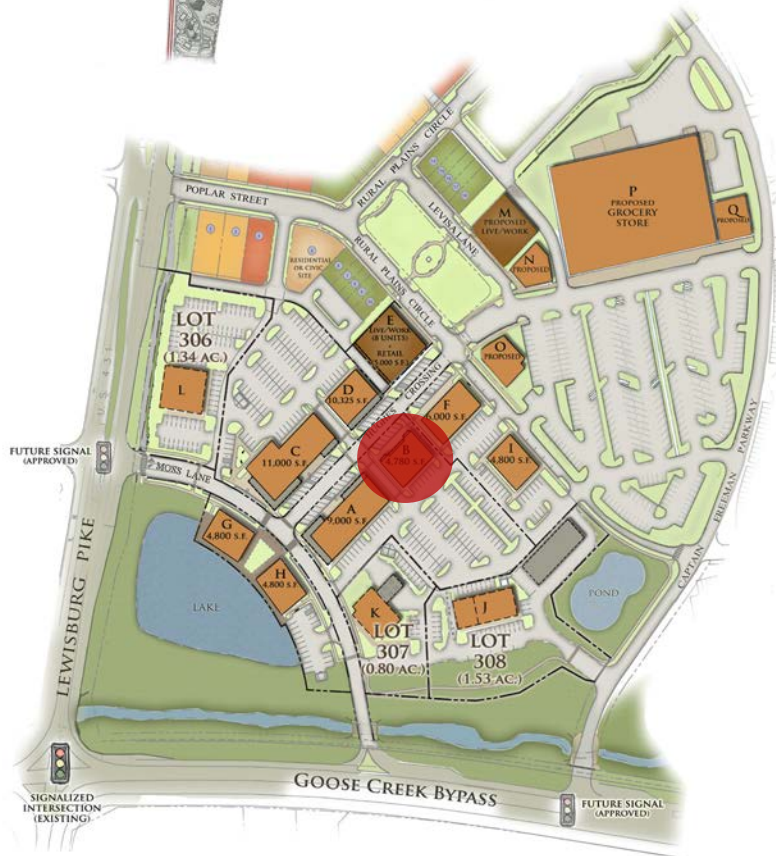 RURAL PLAINS CIRCLE
POPLAR STREET
LEVISA LANE
M
PROPOSED
LIVE/WORK
P
PROPOSED
GROCERY
STORE
Q
PROPOSED
N
PROPOSED
RESIDENTIAL
OR CIVIC
SITE
RURAL PLAINS CIRCLE
LOT
306
(1.34 AC.)
E
LIVE/WORK
(8 UNITS)
+
RETAIL
(5,000 S.F.)
O
PROPOSED
L
D
10,325 S.F.
CROSSING
F
6,000 S.F.
C
11,000 S.F.
B
4,780 S.F.
I
4,800 S.F.
FUTURE SIGNAL
(APPROVED)
MOSS LANE
A
9,000 S.F.
G
4,800 S.F.
H
4,800 S.F.
LAKE
K
LOT
307
(0.80 AC.)
J
LOT
308
(1.53 AC.)
POND
CAPTAIN FREEMAN PARKWAY
LEWISBURG PIKE
GOOSE CREEK BYPASS
SIGNALIZED
INTERSECTION
(EXISTING)
FUTURE SIGNAL
(APPROVED)